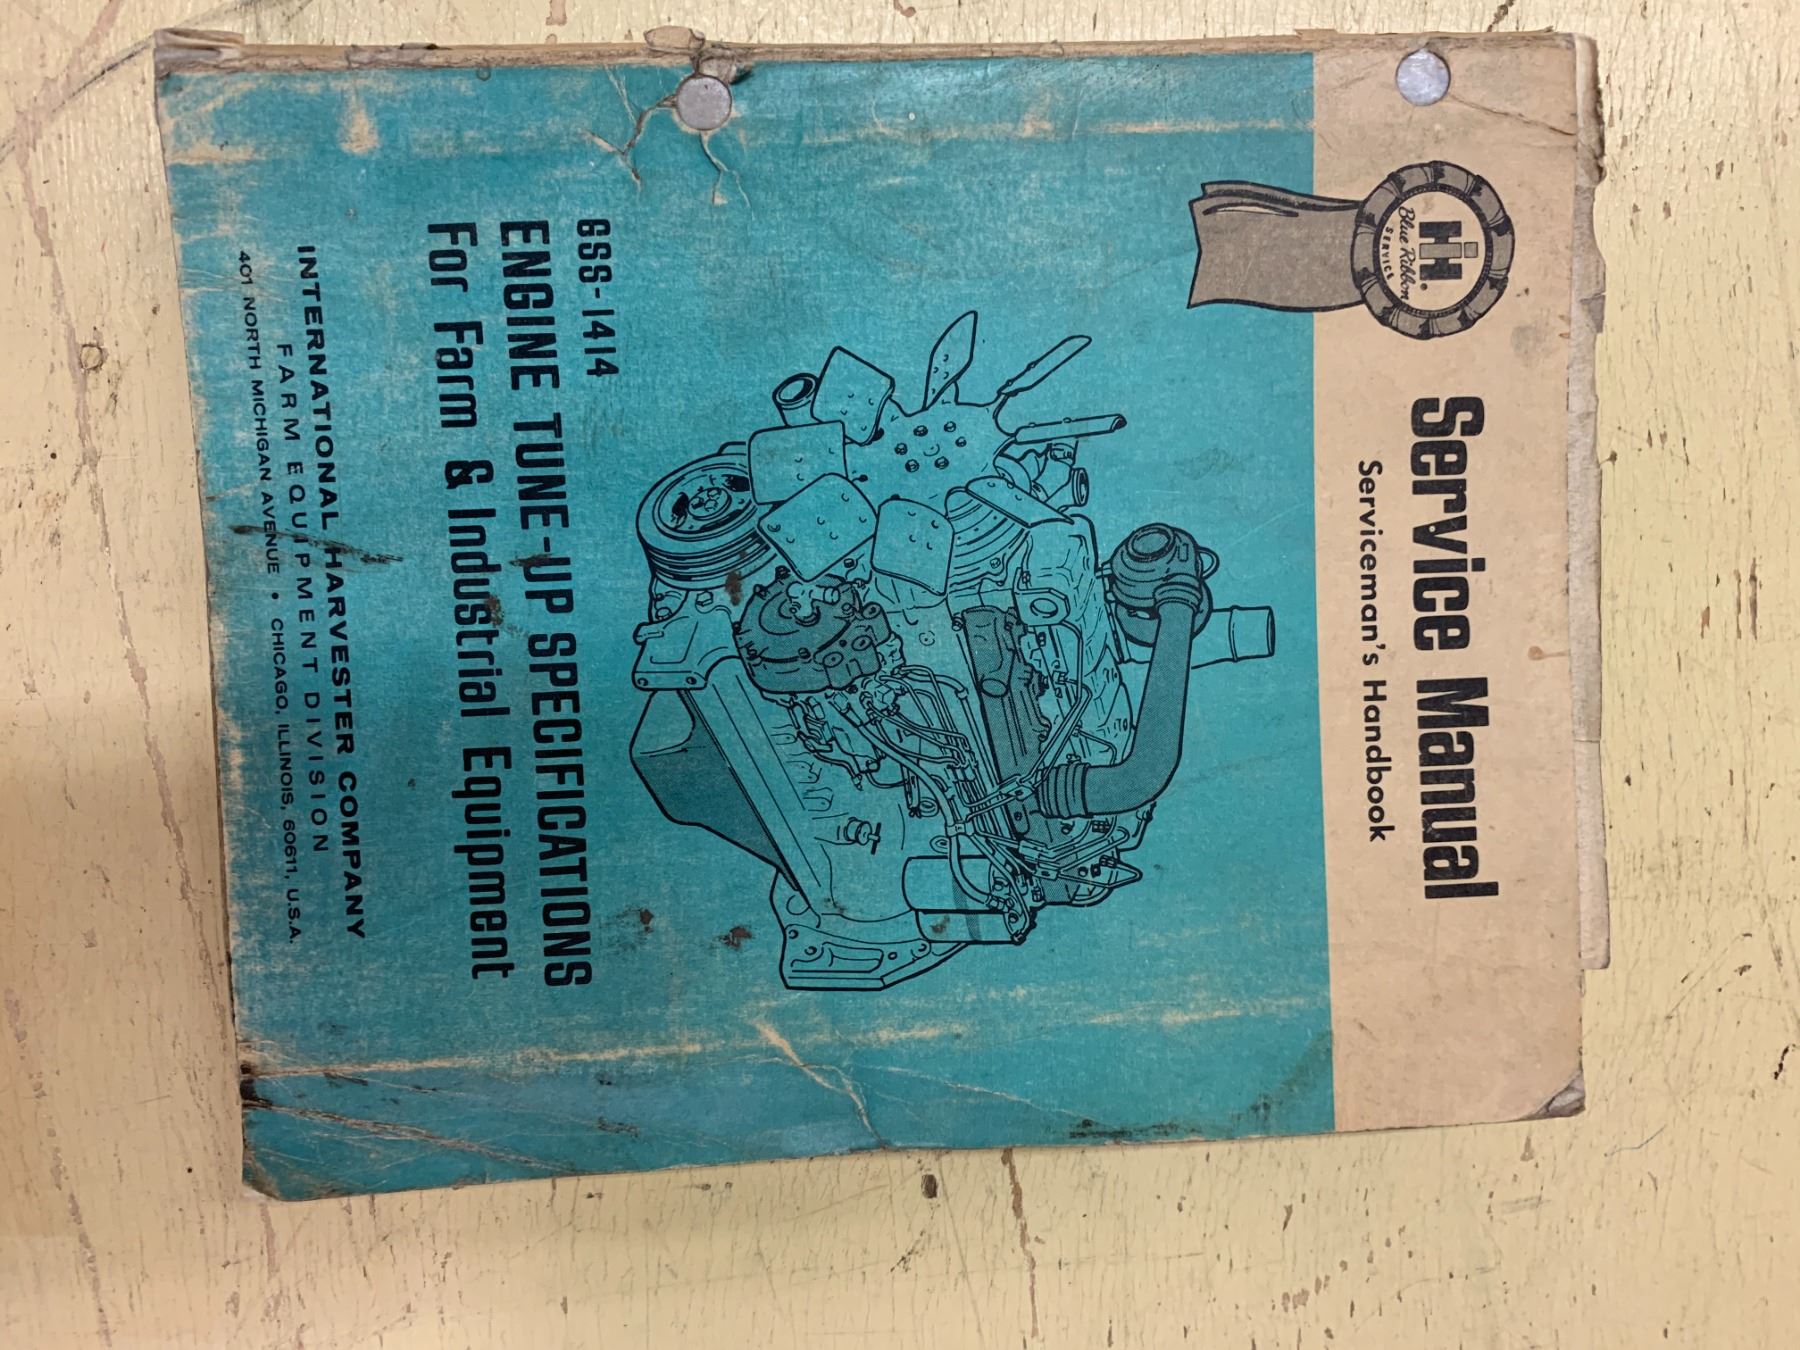 IH®
Blue Ribbon
SERVICE
Service Manual
Serviceman's Handbook
GSS-1414
ENGINE TUNE-UP SPECIFICATIONS
For Farm & Industrial Equipment
INTERNATIONAL HARVESTER COMPANY
FARM EQUIPMENT DIVISION
401 NORTH MICHIGAN AVENUE • CHICAGO, ILLINOIS, 60611, U.S.A.